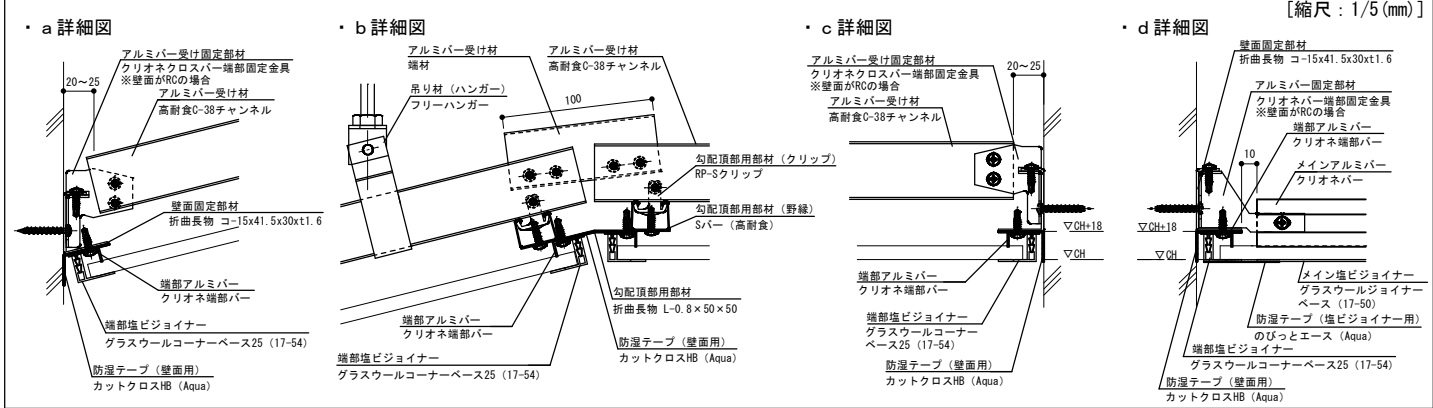 [縮尺：1/5(mm)]
・ a 詳細図
アルミバー受け固定部材
クリオネクロスバー端部固定金具
※壁面がRCの場合
20～25
アルミバー受け材
高耐食C-38チャンネル
壁面固定部材
折曲長物 コ-15x41.5x30xt1.6
端部アルミバー
クリオネ端部バー
端部塩ビジョイナー
グラスウールコーナーベース25（17-54）
防湿テープ（壁面用）
カットクロスHB（Aqua）
・ b 詳細図
アルミバー受け材
端材
アルミバー受け材
高耐食C-38チャンネル
吊り材（ハンガー）
フリーハンガー
100
勾配頂部用部材（クリップ）
RP-Sクリップ
勾配頂部用部材（野縁）
Sバー（高耐食）
勾配頂部用部材
折曲長物 L-0.8×50×50
端部アルミバー
クリオネ端部バー
防湿テープ（壁面用）
カットクロスHB（Aqua）
端部塩ビジョイナー
グラスウールコーナーベース25（17-54）
・ c 詳細図
アルミバー受け固定部材
クリオネクロスバー端部固定金具
※壁面がRCの場合
20～25
アルミバー受け材
高耐食C-38チャンネル
▽CH+18
▽CH
端部アルミバー
クリオネ端部バー
端部塩ビジョイナー
グラスウールコーナー
ベース25（17-54）
防湿テープ（壁面用）
カットクロスHB（Aqua）
・ d 詳細図
壁面固定部材
折曲長物 コ-15x41.5x30xt1.6
アルミバー固定部材
クリオネバー端部固定金具
※壁面がRCの場合
端部アルミバー
クリオネ端部バー
10
メインアルミバー
クリオネバー
▽CH+18
▽CH
メイン塩ビジョイナー
グラスウールジョイナー
ベース（17-50）
防湿テープ（塩ビジョイナー用）
のびっとエース（Aqua）
端部塩ビジョイナー
グラスウールコーナーベース25（17-54）
防湿テープ（壁面用）
カットクロスHB（Aqua）